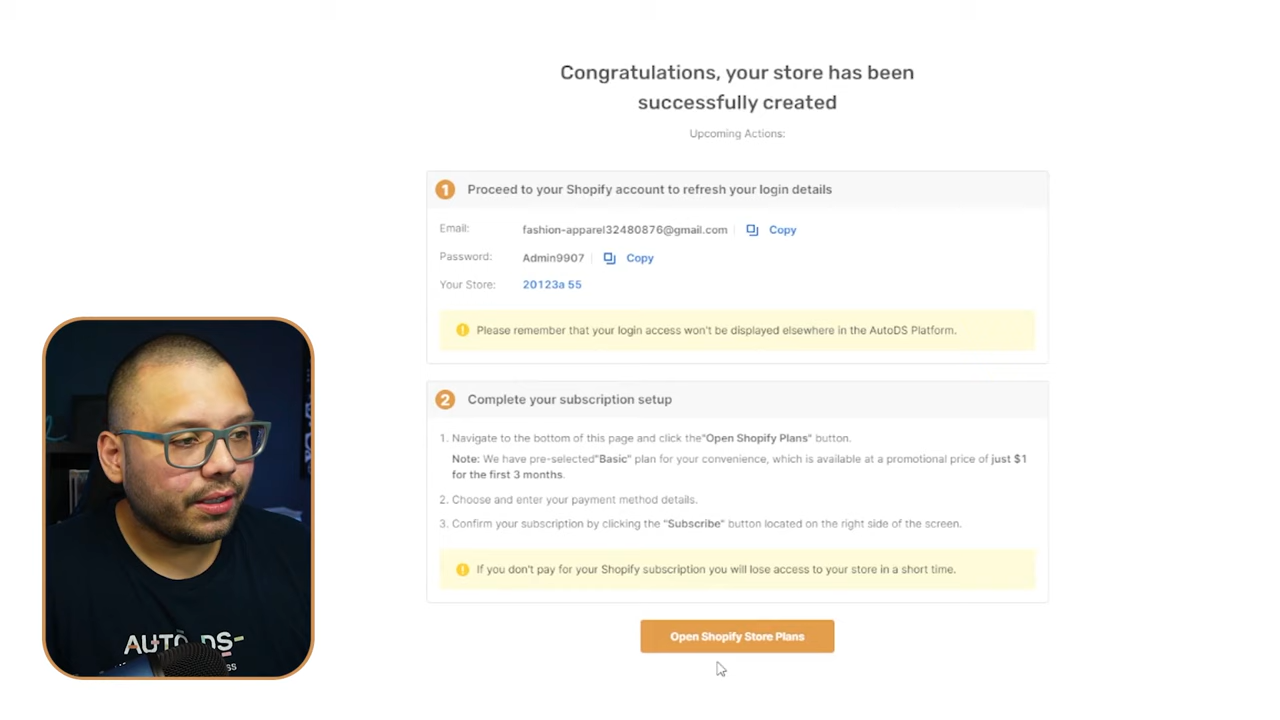 Congratulations, your store has been
successfully created
Upcoming Actions:
1 Proceed to your Shopify account to refresh your login details
Email: fashion-apparel32480876@gmail.com Copy
Password: Admin9907 Copy
Your Store: 20123a 55
! Please remember that your login access won't be displayed elsewhere in the AutoDS Platform.
2 Complete your subscription setup
1. Navigate to the bottom of this page and click the"Open Shopify Plans" button.
Note: We have pre-selected"Basic" plan for your convenience, which is available at a promotional price of just $1
for the first 3 months.
2. Choose and enter your payment method details.
3. Confirm your subscription by clicking the "Subscribe" button located on the right side of the screen.
! If you don't pay for your Shopify subscription you will lose access to your store in a short time.
Open Shopify Store Plans
AUTODS